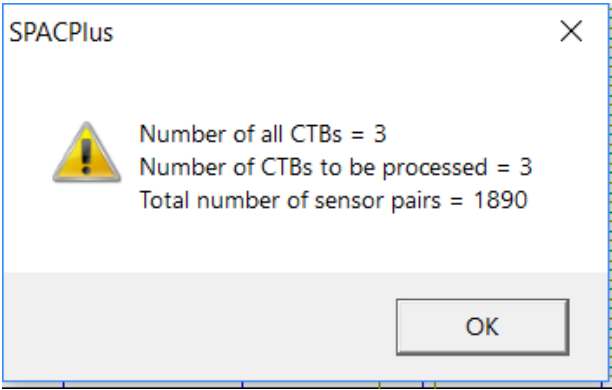 SPACPlus
Number of all CTBs = 3
Number of CTBs to be processed = 3
Total number of sensor pairs = 1890
OK